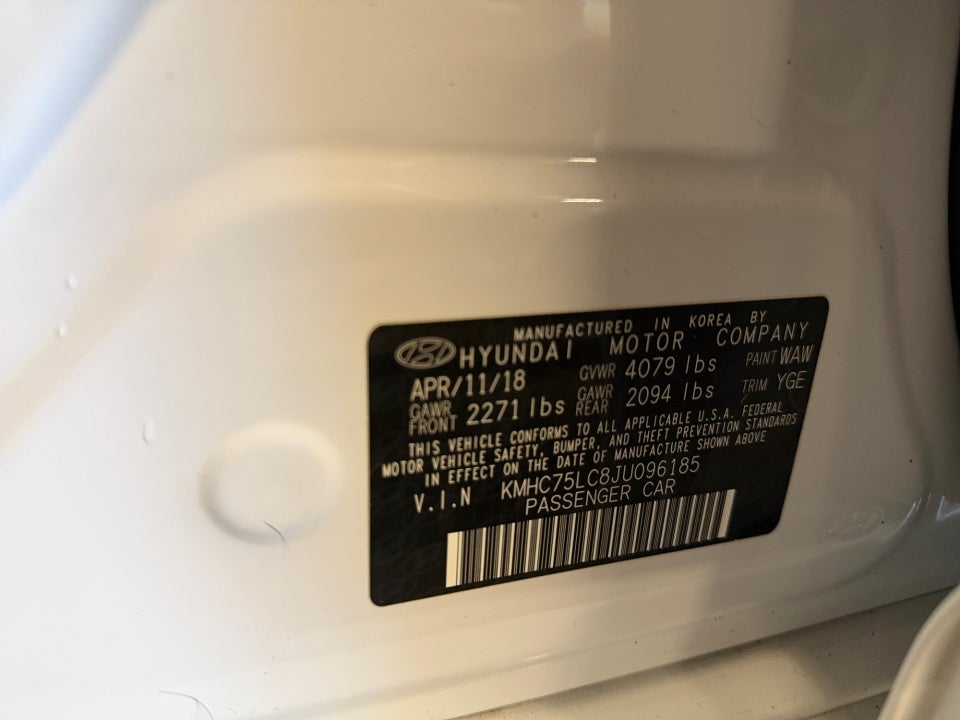 MANUFACTURED IN KOREA BY
HYUNDAI MOTOR COMPANY
APR/11/18 GVWR 4079 lbs PAINT WAW
GAWR FRONT 2271 lbs GAWR REAR 2094 lbs TRIM YGE
THIS VEHICLE CONFORMS TO ALL APPLICABLE U.S.A. FEDERAL
MOTOR VEHICLE SAFETY, BUMPER, AND THEFT PREVENTION STANDARDS
IN EFFECT ON THE DATE OF MANUFACTURE SHOWN ABOVE
V.I.N KMHC75LC8JU096185
PASSENGER CAR